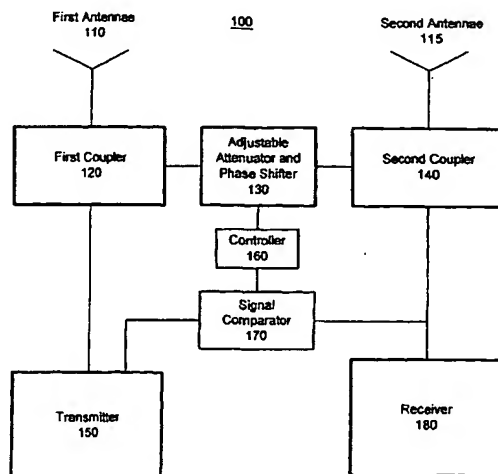 First Antennae
110
100
Second Antennae
115
First Coupler
120
Adjustable
Attenuator and
Phase Shifter
130
Second Coupler
140
Controller
160
Signal
Comparator
170
Transmitter
150
Receiver
180